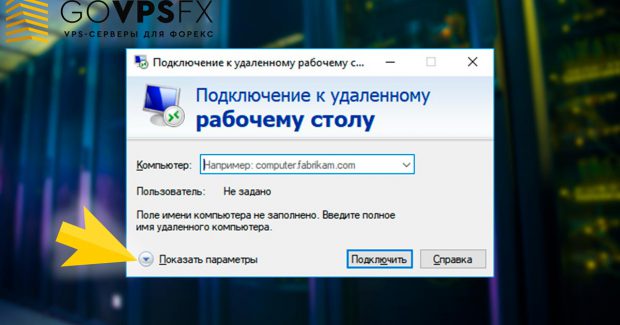 GOVPSFX
VPS-СЕРВЕРЫ ДЛЯ ФОРЕКС
Подключение к удаленному рабочему с...
Подключение к удаленному
рабочему столу
Компьютер:
Например: computer.fabrikam.com
Пользователь:
Не задано
Поле имени компьютера не заполнено. Введите полное
имя удаленного компьютера.
Показать параметры
Подключить
Справка